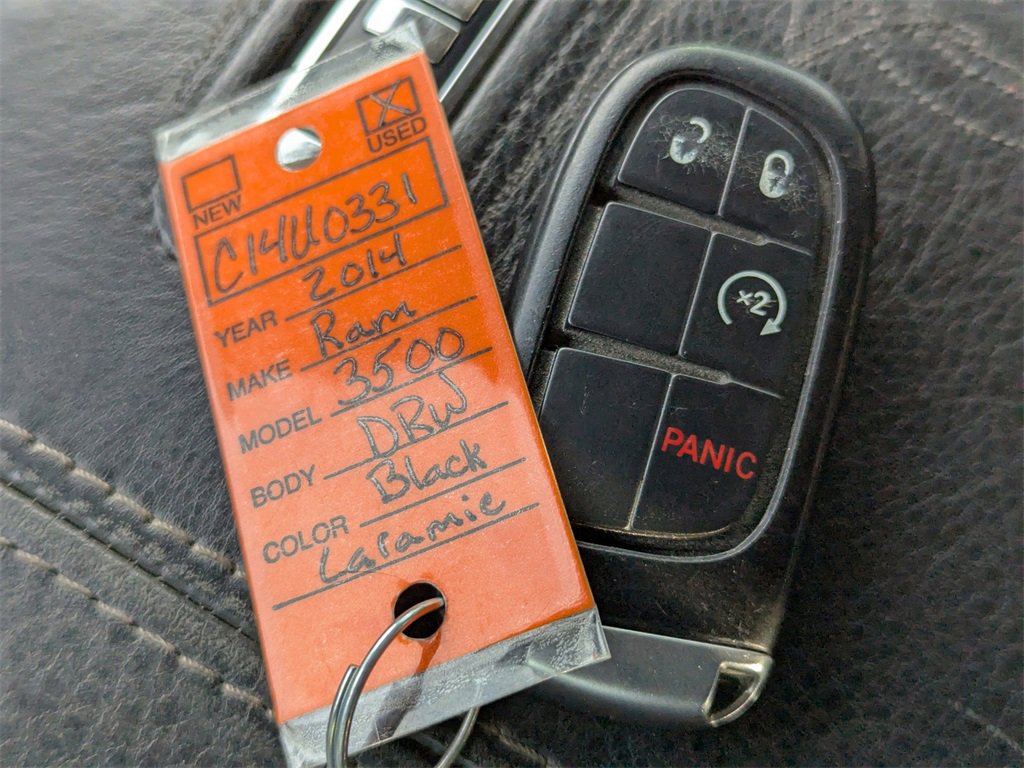 X
USED
NEW
C14U0331
YEAR 2014
MAKE Ram
MODEL 3500
BODY DRW
COLOR Black
Laramie
x2
PANIC